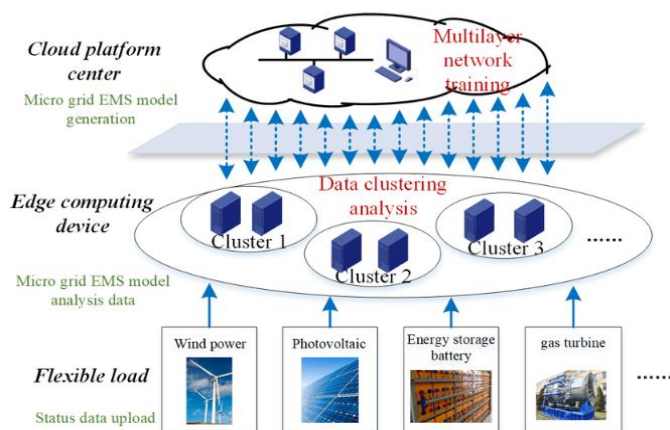 Cloud platform
center
Micro grid EMS model
generation
Multilayer
network
training
Edge computing
device
Micro grid EMS model
analysis data
Data clustering
analysis
Cluster 1
Cluster 2
Cluster 3
......
Flexible load
Status data upload
Wind power
Photovoltaic
Energy storage
battery
gas turbine
......